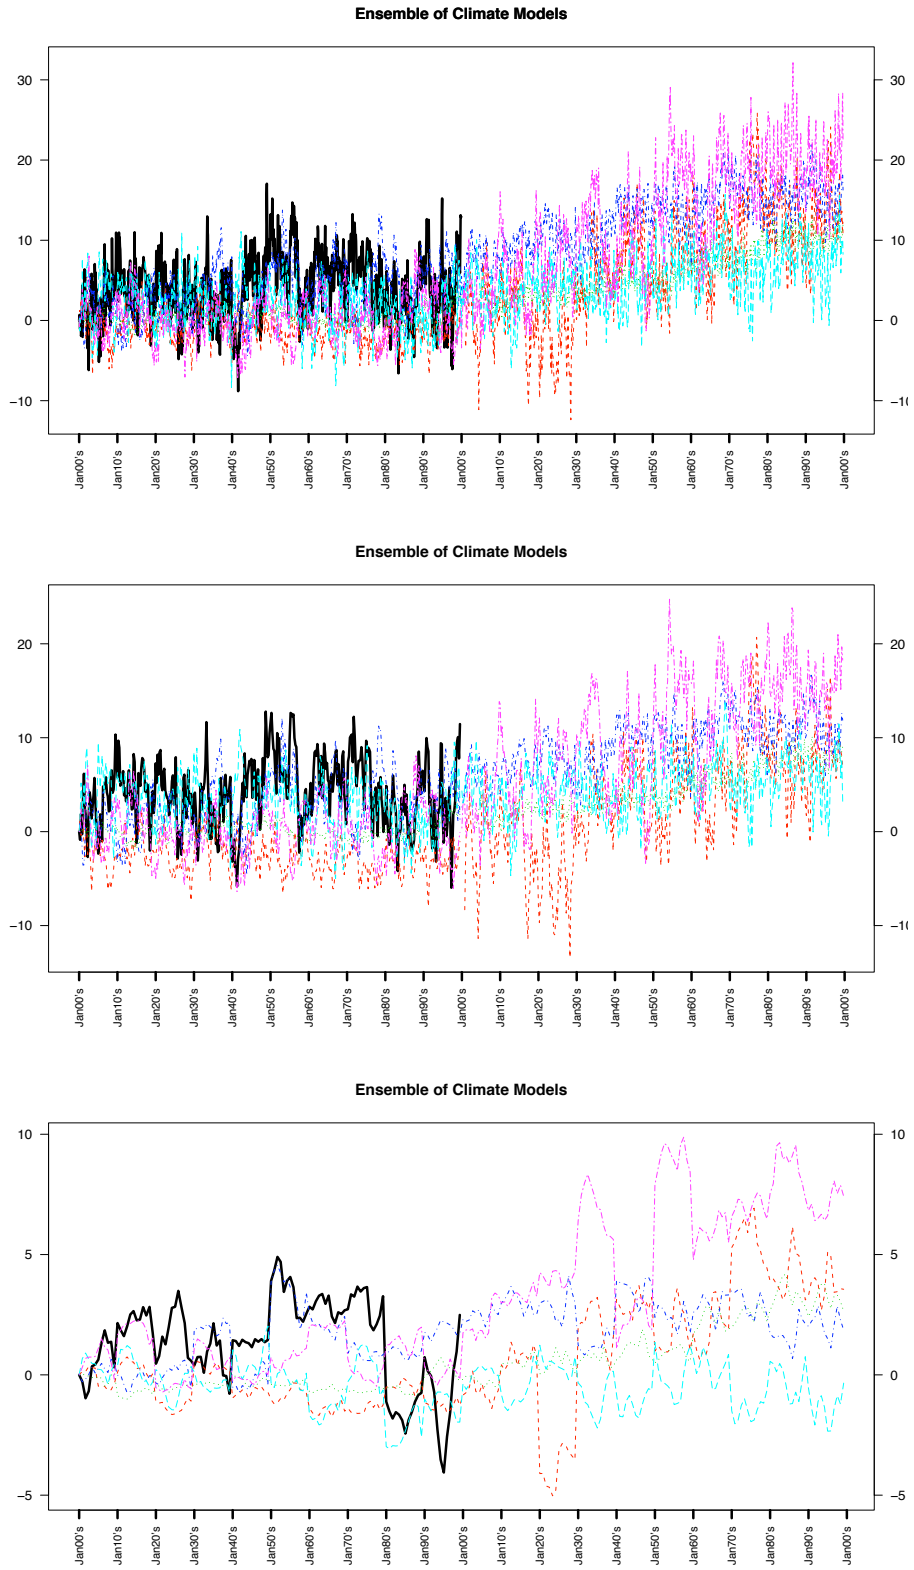 Ensemble of Climate Models
30 30
20 20
10 10
0 0
−10 −10
Jan00's Jan10's Jan20's Jan30's Jan40's Jan50's Jan60's Jan70's Jan80's Jan90's Jan00's Jan10's Jan20's Jan30's Jan40's Jan50's Jan60's Jan70's Jan80's Jan90's Jan00's
Ensemble of Climate Models
20 20
10 10
0 0
−10 −10
Jan00's Jan10's Jan20's Jan30's Jan40's Jan50's Jan60's Jan70's Jan80's Jan90's Jan00's Jan10's Jan20's Jan30's Jan40's Jan50's Jan60's Jan70's Jan80's Jan90's Jan00's
Ensemble of Climate Models
10 10
5 5
0 0
−5 −5
Jan00's Jan10's Jan20's Jan30's Jan40's Jan50's Jan60's Jan70's Jan80's Jan90's Jan00's Jan10's Jan20's Jan30's Jan40's Jan50's Jan60's Jan70's Jan80's Jan90's Jan00's